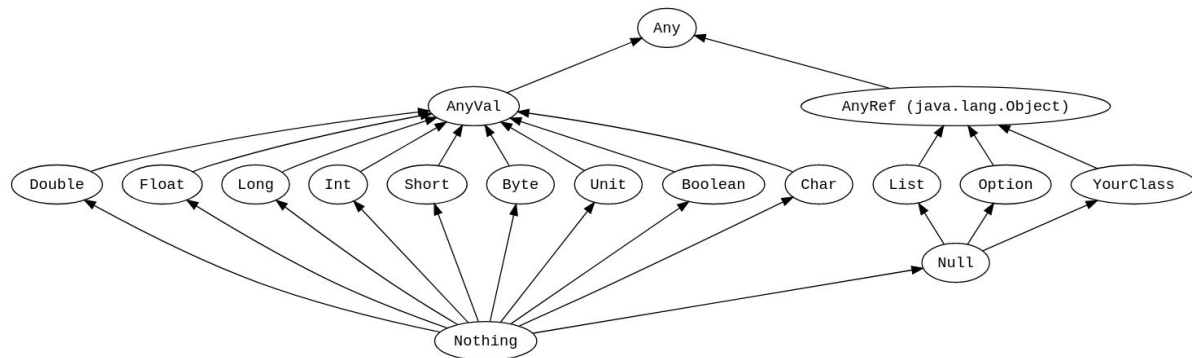 Any
AnyVal
AnyRef (java.lang.Object)
Double
Float
Long
Int
Short
Byte
Unit
Boolean
Char
List
Option
YourClass
Null
Nothing